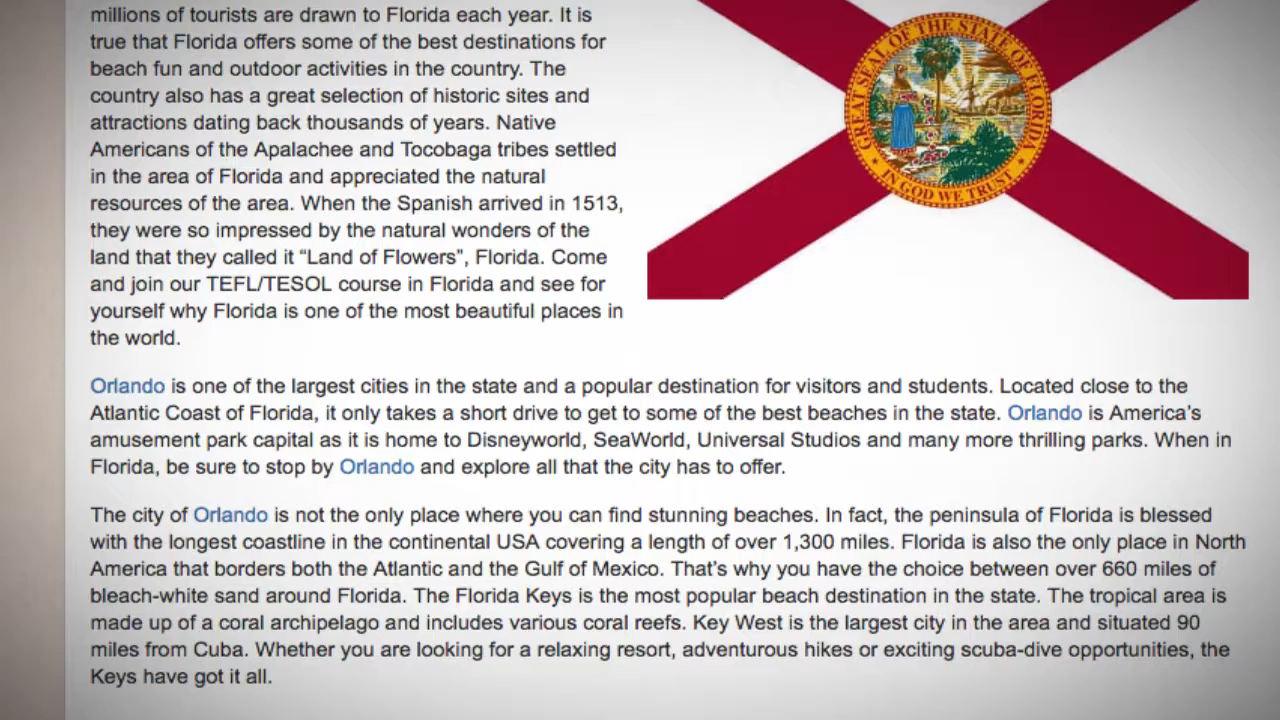 millions of tourists are drawn to Florida each year. It is
true that Florida offers some of the best destinations for
beach fun and outdoor activities in the country. The
country also has a great selection of historic sites and
attractions dating back thousands of years. Native
Americans of the Apalachee and Tocobaga tribes settled
in the area of Florida and appreciated the natural
resources of the area. When the Spanish arrived in 1513,
they were so impressed by the natural wonders of the
land that they called it “Land of Flowers”, Florida. Come
and join our TEFL/TESOL course in Florida and see for
yourself why Florida is one of the most beautiful places in
the world.
GREAT SEAL OF THE STATE OF FLORIDA
IN GOD WE TRUST
Orlando is one of the largest cities in the state and a popular destination for visitors and students. Located close to the
Atlantic Coast of Florida, it only takes a short drive to get to some of the best beaches in the state. Orlando is America’s
amusement park capital as it is home to Disneyworld, SeaWorld, Universal Studios and many more thrilling parks. When in
Florida, be sure to stop by Orlando and explore all that the city has to offer.
The city of Orlando is not the only place where you can find stunning beaches. In fact, the peninsula of Florida is blessed
with the longest coastline in the continental USA covering a length of over 1,300 miles. Florida is also the only place in North
America that borders both the Atlantic and the Gulf of Mexico. That’s why you have the choice between over 660 miles of
bleach-white sand around Florida. The Florida Keys is the most popular beach destination in the state. The tropical area is
made up of a coral archipelago and includes various coral reefs. Key West is the largest city in the area and situated 90
miles from Cuba. Whether you are looking for a relaxing resort, adventurous hikes or exciting scuba-dive opportunities, the
Keys have got it all.